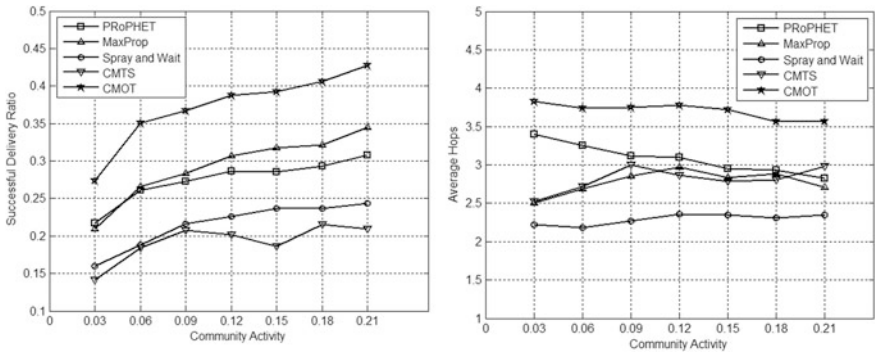 0.5
0.45
0.4
0.35
0.3
0.25
0.2
0.15
0.1
Successful Delivery Ratio
PRoPHET
MaxProp
Spray and Wait
CMTS
CMOT
0 0.03 0.06 0.09 0.12 0.15 0.18 0.21
Community Activity
5
4.5
4
3.5
3
2.5
2
1.5
1
Average Hops
PRoPHET
MaxProp
Spray and Wait
CMTS
CMOT
0 0.03 0.06 0.09 0.12 0.15 0.18 0.21
Community Activity